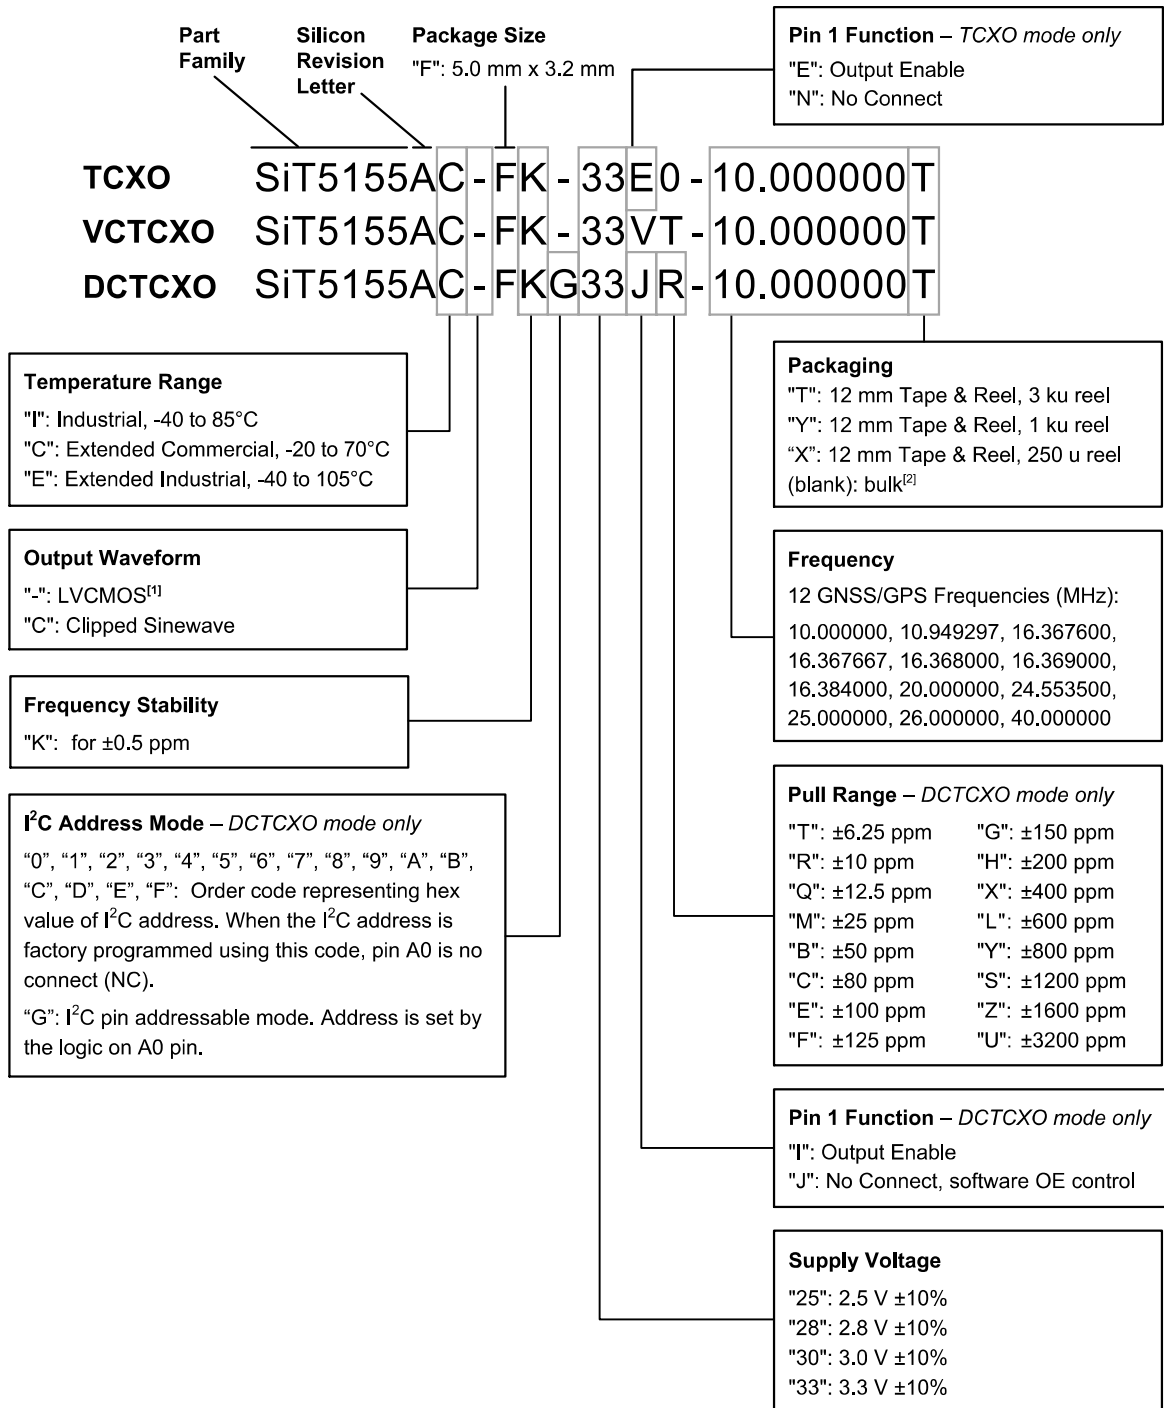 Part
Family
Silicon
Revision
Letter
Package Size
"F": 5.0 mm x 3.2 mm
Pin 1 Function – TCXO mode only
"E": Output Enable
"N": No Connect
TCXO SiT5155AC-FK-33E0-10.000000T
VCTCXO SiT5155AC-FK-33VT-10.000000T
DCTCXO SiT5155AC-FKG33JR-10.000000T
Temperature Range
"I": Industrial, -40 to 85°C
"C": Extended Commercial, -20 to 70°C
"E": Extended Industrial, -40 to 105°C
Output Waveform
"-": LVCMOS[1]
"C": Clipped Sinewave
Frequency Stability
"K": for ±0.5 ppm
I²C Address Mode – DCTCXO mode only
“0”, “1”, “2”, “3”, “4”, “5”, “6”, “7”, “8”, “9”, “A”, “B”,
“C”, “D”, “E”, “F”: Order code representing hex
value of I²C address. When the I²C address is
factory programmed using this code, pin A0 is no
connect (NC).
“G”: I²C pin addressable mode. Address is set by
the logic on A0 pin.
Packaging
"T": 12 mm Tape & Reel, 3 ku reel
"Y": 12 mm Tape & Reel, 1 ku reel
“X”: 12 mm Tape & Reel, 250 u reel
(blank): bulk[2]
Frequency
12 GNSS/GPS Frequencies (MHz):
10.000000, 10.949297, 16.367600,
16.367667, 16.368000, 16.369000,
16.384000, 20.000000, 24.553500,
25.000000, 26.000000, 40.000000
Pull Range – DCTCXO mode only
"T": ±6.25 ppm "G": ±150 ppm
"R": ±10 ppm "H": ±200 ppm
"Q": ±12.5 ppm "X": ±400 ppm
"M": ±25 ppm "L": ±600 ppm
"B": ±50 ppm "Y": ±800 ppm
"C": ±80 ppm "S": ±1200 ppm
"E": ±100 ppm "Z": ±1600 ppm
"F": ±125 ppm "U": ±3200 ppm
Pin 1 Function – DCTCXO mode only
"I": Output Enable
"J": No Connect, software OE control
Supply Voltage
"25": 2.5 V ±10%
"28": 2.8 V ±10%
"30": 3.0 V ±10%
"33": 3.3 V ±10%